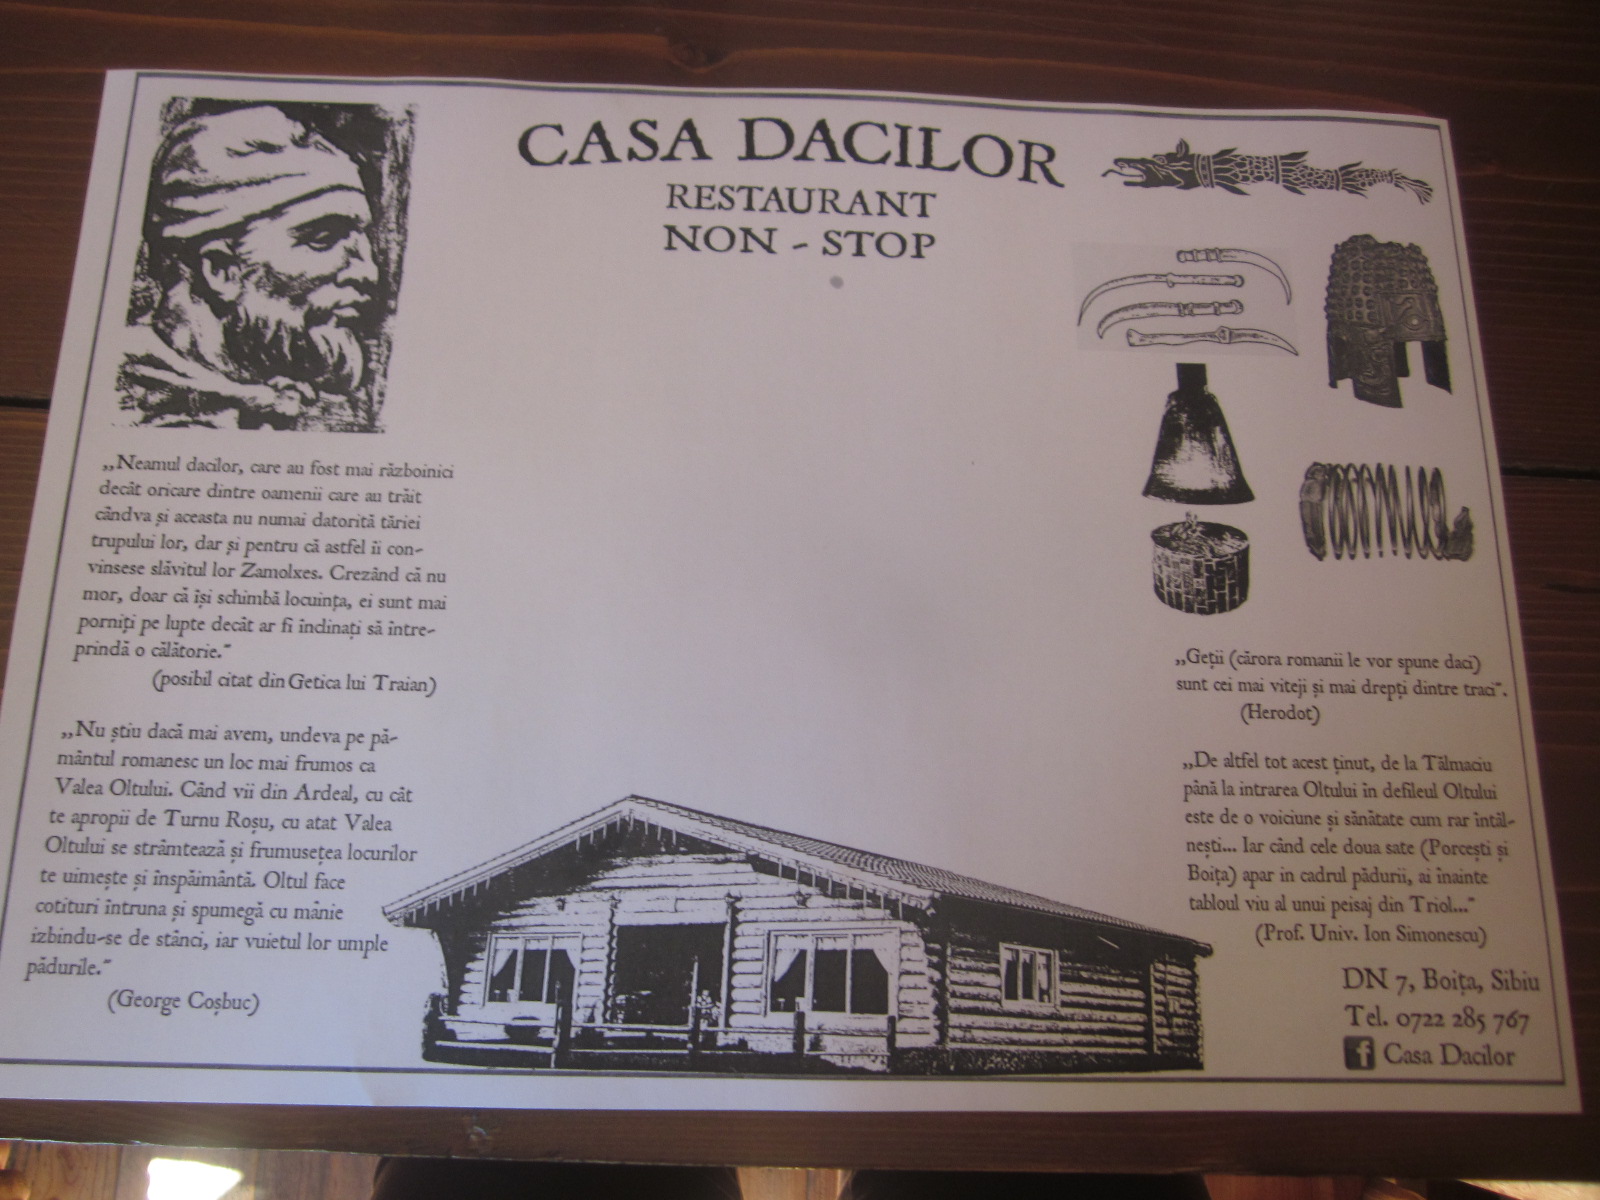 CASA DACILOR
RESTAURANT
NON - STOP
„Neamul dacilor, care au fost mai războinici
decât oricare dintre oamenii care au trăit
cândva și aceasta nu numai datorită tăriei
trupului lor, dar și pentru că astfel îi con-
vinsese slăvitul lor Zamolxes. Crezând că nu
mor, doar că își schimbă locuința, ei sunt mai
porniți pe lupte decât ar fi înclinați să între-
prindă o călătorie."
(posibil citat din Getica lui Traian)
„Nu știu dacă mai avem, undeva pe pă-
mântul romanesc un loc mai frumos ca
Valea Oltului. Când vii din Ardeal, cu cât
te apropii de Turnu Roșu, cu atat Valea
Oltului se strâmtează și frumusețea locurilor
te uimește și înspăimântă. Oltul face
cotituri întruna și spumegă cu mânie
izbindu-se de stânci, iar vuietul lor umple
pădurile."
(George Coșbuc)
„Geții (cărora romanii le vor spune daci)
sunt cei mai viteji și mai drepți dintre traci".
(Herodot)
„De altfel tot acest ținut, de la Tălmaciu
până la intrarea Oltului in defileul Oltului
este de o voiciune și sănătate cum rar întâl-
nești... Iar când cele doua sate (Porcești și
Boița) apar in cadrul pădurii, ai înainte
tabloul viu al unui peisaj din Triol..."
(Prof. Univ. Ion Simonescu)
DN 7, Boița, Sibiu
Tel. 0722 285 767
f Casa Dacilor